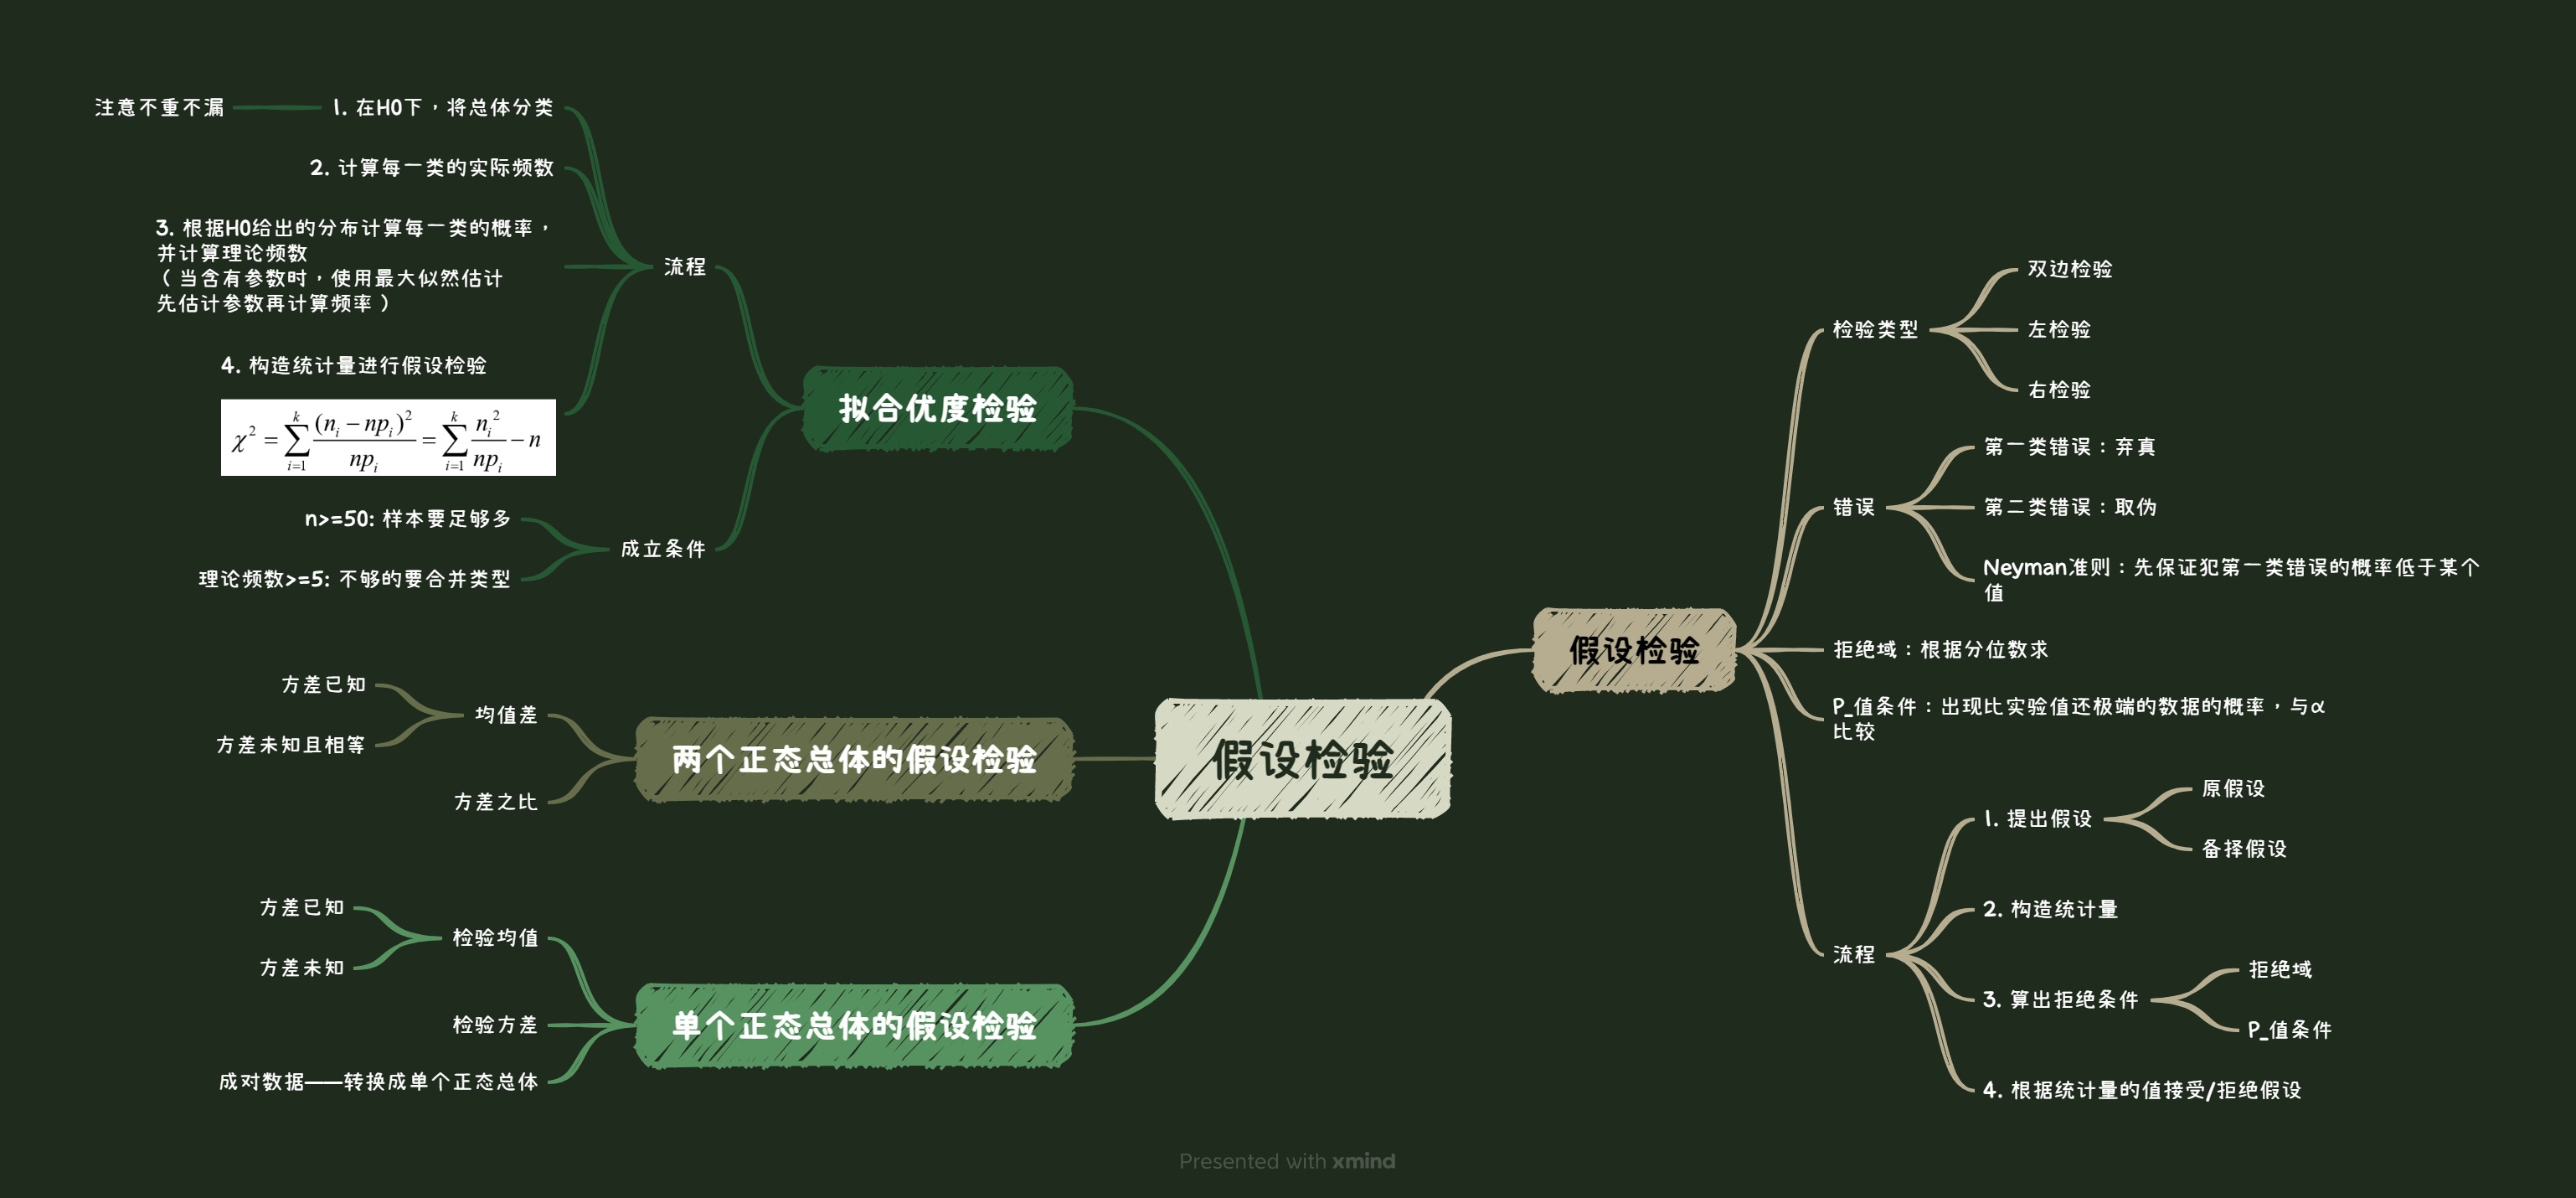 假设检验
假设检验
检验类型
双边检验
左检验
右检验
错误
第一类错误：弃真
第二类错误：取伪
Neyman准则：先保证犯第一类错误的概率低于某个
值
拒绝域：根据分位数求
P_值条件：出现比实验值还极端的数据的概率，与α
比较
流程
1. 提出假设
原假设
备择假设
2. 构造统计量
3. 算出拒绝条件
拒绝域
P_值条件
4. 根据统计量的值接受/拒绝假设
拟合优度检验
流程
1. 在H0下，将总体分类
注意不重不漏
2. 计算每一类的实际频数
3. 根据H0给出的分布计算每一类的概率，
并计算理论频数
（当含有参数时，使用最大似然估计
先估计参数再计算频率）
4. 构造统计量进行假设检验
χ² = ∑_{i=1}^{k} (n_i − np_i)² / np_i = ∑_{i=1}^{k} n_i² / np_i − n
成立条件
n>=50: 样本要足够多
理论频数>=5: 不够的要合并类型
两个正态总体的假设检验
均值差
方差已知
方差未知且相等
方差之比
单个正态总体的假设检验
检验均值
方差已知
方差未知
检验方差
成对数据——转换成单个正态总体
Presented with xmind